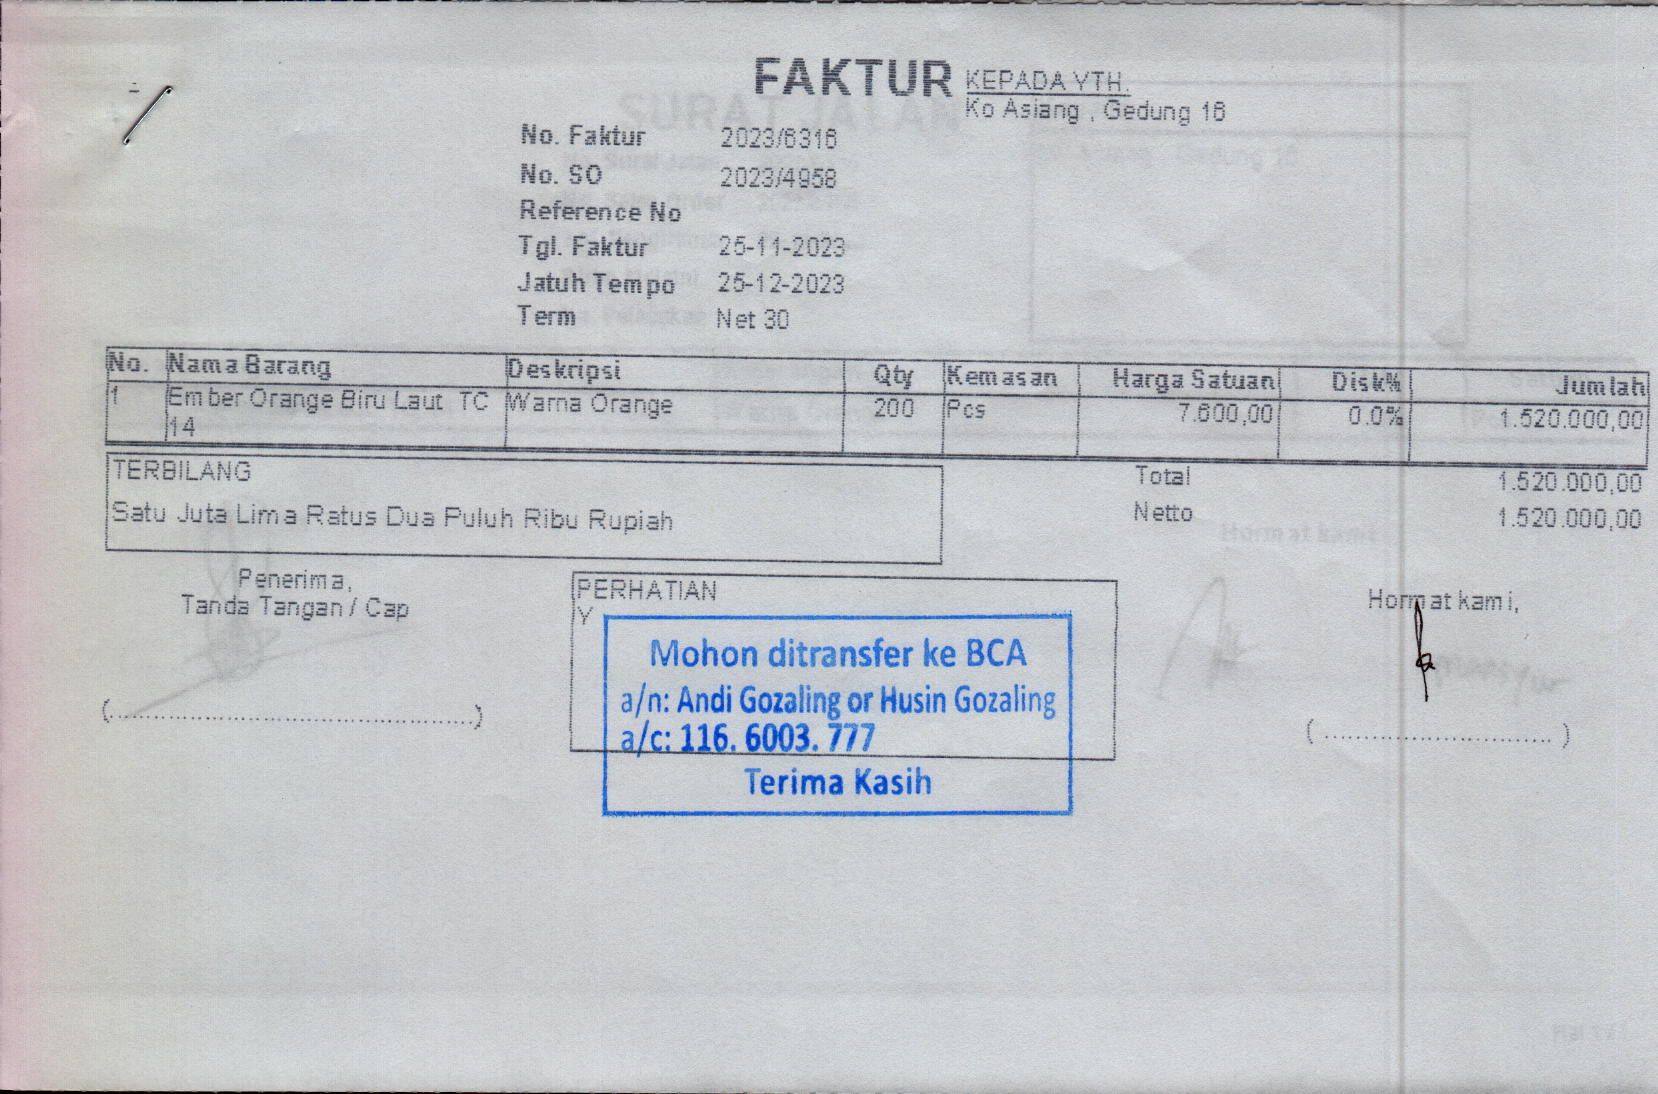 FAKTUR
KEPADA YTH.
Ko Asiang , Gedung 16
No. Faktur 2023/6316
No. SO 2023/4958
Reference No
Tgl. Faktur 25-11-2023
Jatuh Tempo 25-12-2023
Term Net 30
No. Nama Barang Deskripsi Qty Kemasan Harga Satuan Disk% Jumlah
1 Ember Orange Biru Laut TC Warna Orange 200 Pcs 7.600,00 0.0% 1.520.000,00
14
TERBILANG
Satu Juta Lima Ratus Dua Puluh Ribu Rupiah
Total 1.520.000,00
Netto 1.520.000,00
Penerima,
Tanda Tangan / Cap
PERHATIAN
Y
Mohon ditransfer ke BCA
a/n: Andi Gozaling or Husin Gozaling
a/c: 116. 6003. 777
Terima Kasih
Hormat kami,
(..................................................)
( ............................... )
SURAT JALAN
Hormat kami